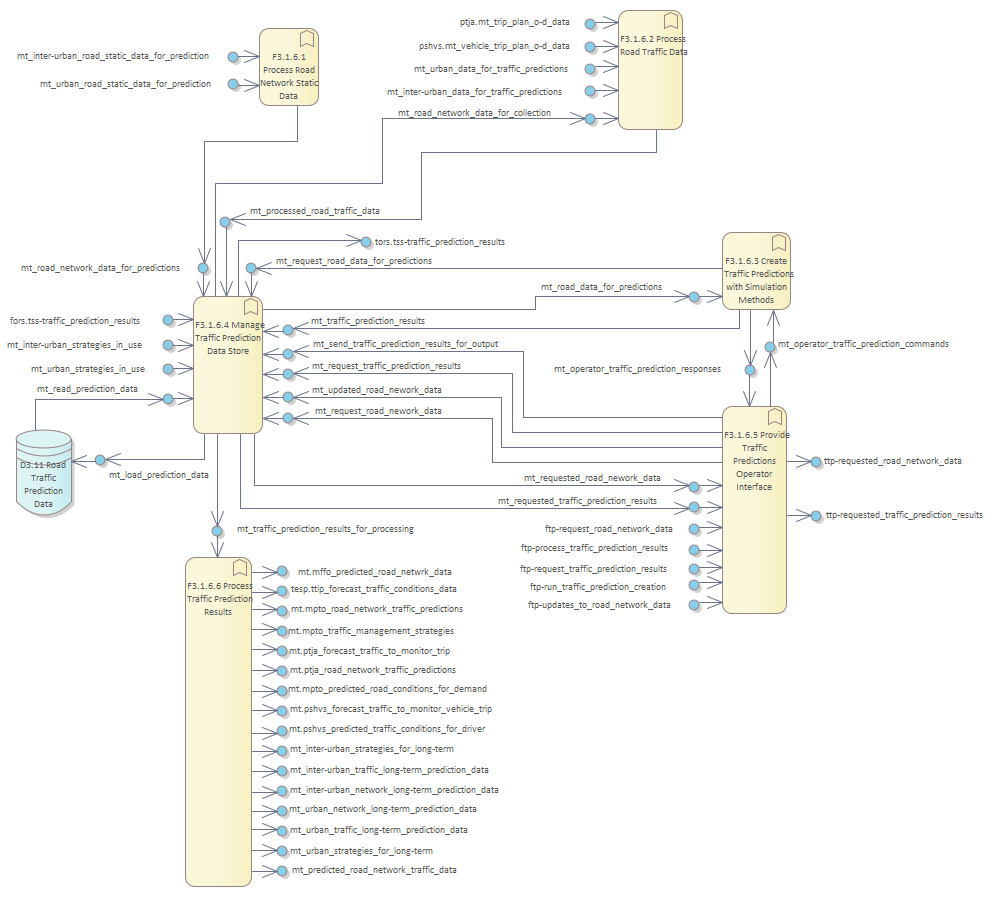 ptja.mt_trip_plan_o-d_data
pshvs.mt_vehicle_trip_plan_o-d_data
mt_urban_data_for_traffic_predictions
mt_inter-urban_data_for_traffic_predictions
mt_road_network_data_for_collection
F3.1.6.2 Process
Road Traffic Data
mt_inter-urban_road_static_data_for_prediction
mt_urban_road_static_data_for_prediction
F3.1.6.1
Process Road
Network Static
Data
mt_processed_road_traffic_data
tors.tss-traffic_prediction_results
mt_request_road_data_for_predictions
mt_road_network_data_for_predictions
mt_road_data_for_predictions
F3.1.6.3 Create
Traffic Predictions
with Simulation
Methods
fors.tss-traffic_prediction_results
mt_inter-urban_strategies_in_use
mt_urban_strategies_in_use
mt_read_prediction_data
F3.1.6.4 Manage
Traffic Prediction
Data Store
mt_traffic_prediction_results
mt_send_traffic_prediction_results_for_output
mt_request_traffic_prediction_results
mt_updated_road_nework_data
mt_request_road_nework_data
mt_operator_traffic_prediction_commands
mt_operator_traffic_prediction_responses
D3.11 Road
Traffic
Prediction
Data
mt_load_prediction_data
mt_requested_road_nework_data
mt_requested_traffic_prediction_results
F3.1.6.5 Provide
Traffic
Predictions
Operator
Interface
ttp-requested_road_network_data
ttp-requested_traffic_prediction_results
ftp-request_road_network_data
ftp-process_traffic_prediction_results
ftp-request_traffic_prediction_results
ftp-run_traffic_prediction_creation
ftp-updates_to_road_network_data
mt_traffic_prediction_results_for_processing
F3.1.6.6 Process
Traffic Prediction
Results
mt.mffo_predicted_road_netwrk_data
tesp.ttip_forecast_traffic_conditions_data
mt.mpto_road_network_traffic_predictions
mt.mpto_traffic_management_strategies
mt.ptja_forecast_traffic_to_monitor_trip
mt.ptja_road_network_traffic_predictions
mt.mpto_predicted_road_conditions_for_demand
mt.pshvs_forecast_traffic_to_monitor_vehicle_trip
mt.pshvs_predicted_traffic_conditions_for_driver
mt_inter-urban_strategies_for_long-term
mt_inter-urban_traffic_long-term_prediction_data
mt_inter-urban_network_long-term_prediction_data
mt_urban_network_long-term_prediction_data
mt_urban_traffic_long-term_prediction_data
mt_urban_strategies_for_long-term
mt_predicted_road_network_traffic_data